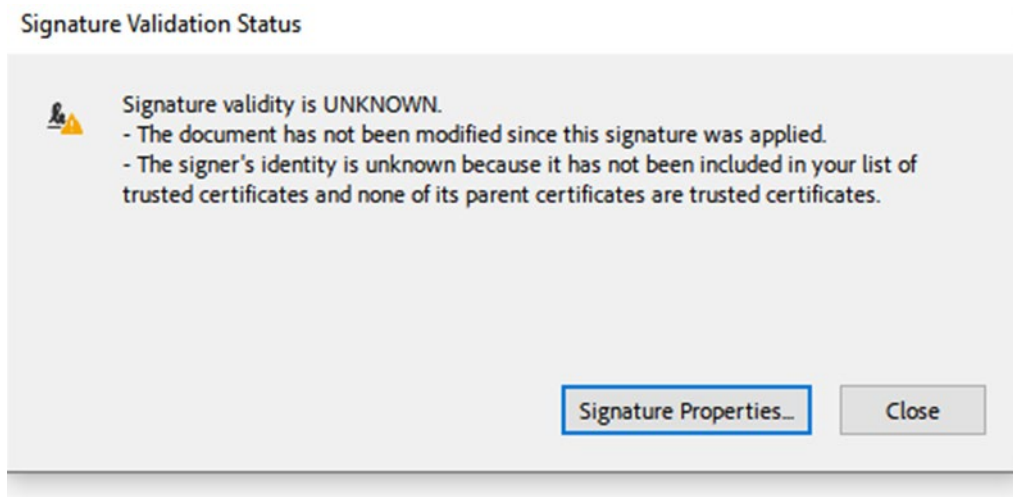 Signature Validation Status
Signature validity is UNKNOWN.
- The document has not been modified since this signature was applied.
- The signer's identity is unknown because it has not been included in your list of
trusted certificates and none of its parent certificates are trusted certificates.
Signature Properties...
Close